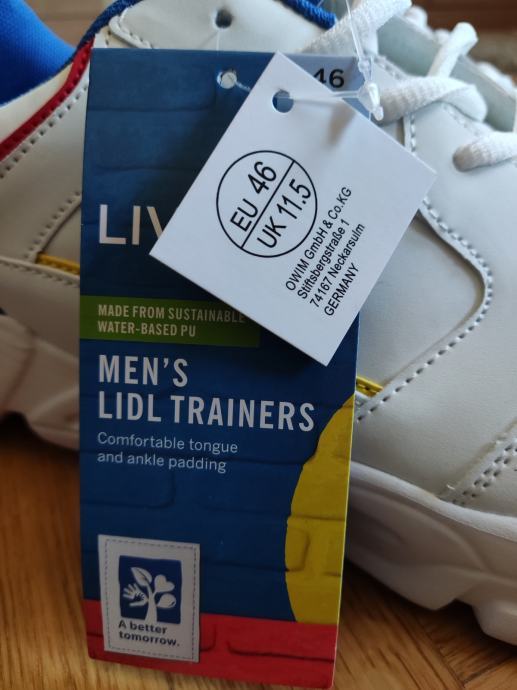 46
EU 46
UK 11.5
OWIM GmbH & Co.KG
Stiftsbergstraße 1
74167 Neckarsulm
GERMANY
LIV
MADE FROM SUSTAINABLE
WATER-BASED PU
MEN'S
LIDL TRAINERS
Comfortable tongue
and ankle padding
A better
tomorrow.